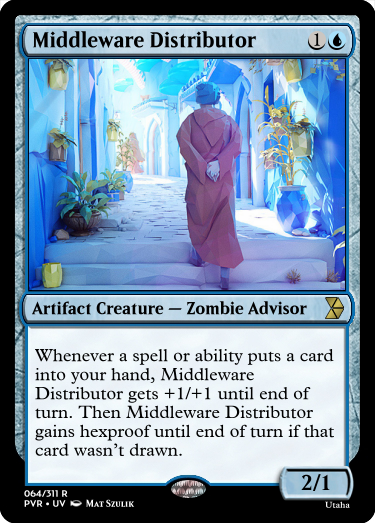 Middleware Distributor 1
Artifact Creature — Zombie Advisor
Whenever a spell or ability puts a card
into your hand, Middleware
Distributor gets +1/+1 until end of
turn. Then Middleware Distributor
gains hexproof until end of turn if that
card wasn't drawn.
2/1
064/311 R
PVR • UV Mat Szulik
Utaha